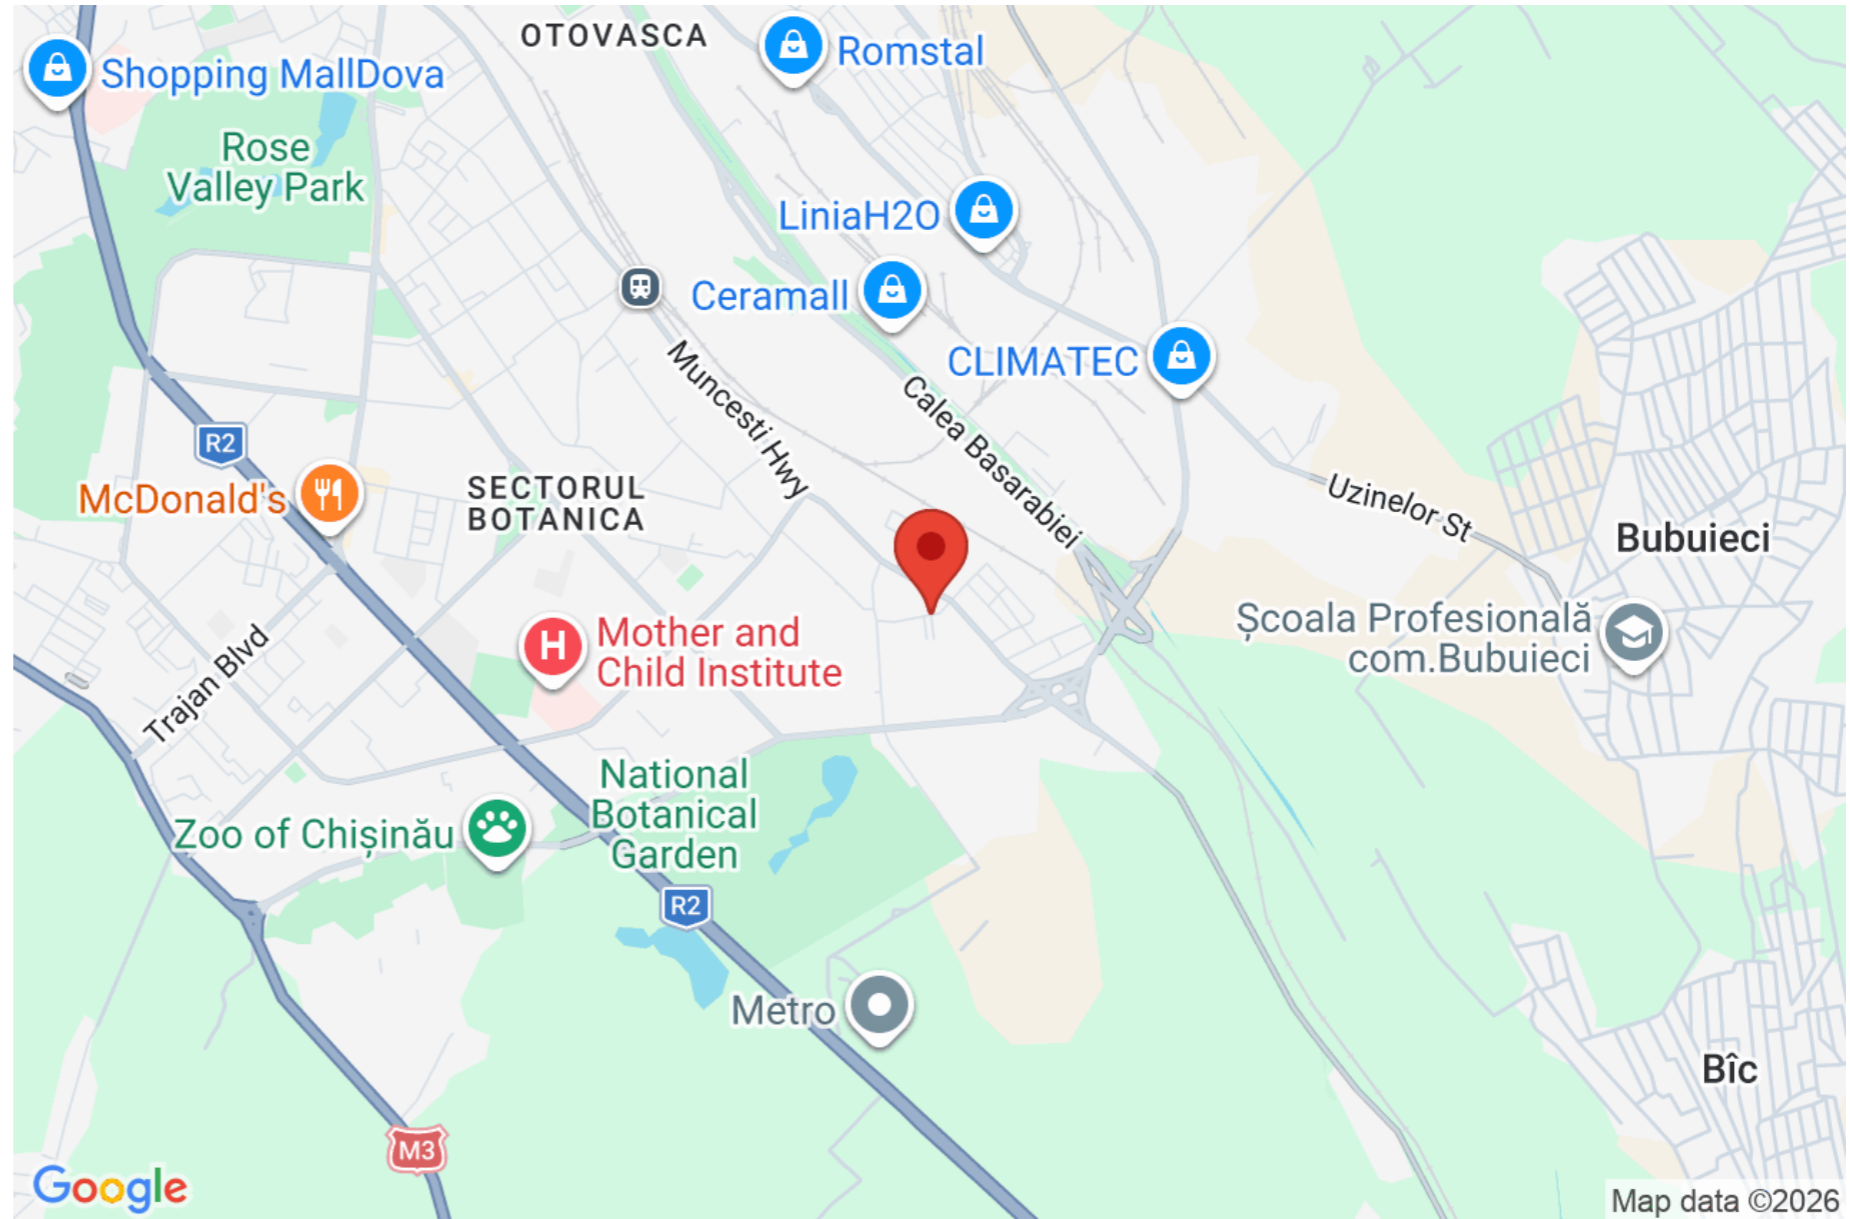 OTOVASCA
Romstal
Shopping MallDova
Rose
Valley Park
LiniaH2O
Ceramall
CLIMATEC
Muncesti Hwy
Calea Basarabiei
R2
McDonald's
SECTORUL
BOTANICA
Uzinelor St
Bubuieci
Mother and
Child Institute
Școala Profesională
com.Bubuieci
Trajan Blvd
National
Botanical
Garden
Zoo of Chișinău
R2
Metro
Bîc
M3
Google
Map data ©2026